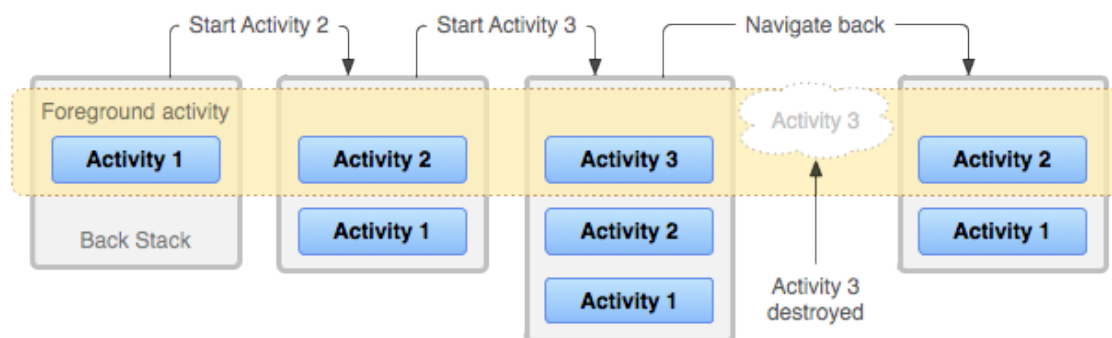 Start Activity 2
Start Activity 3
Navigate back
Foreground activity
Activity 3
Activity 1
Activity 2
Activity 3
Activity 2
Activity 1
Activity 2
Activity 1
Back Stack
Activity 3
destroyed
Activity 1